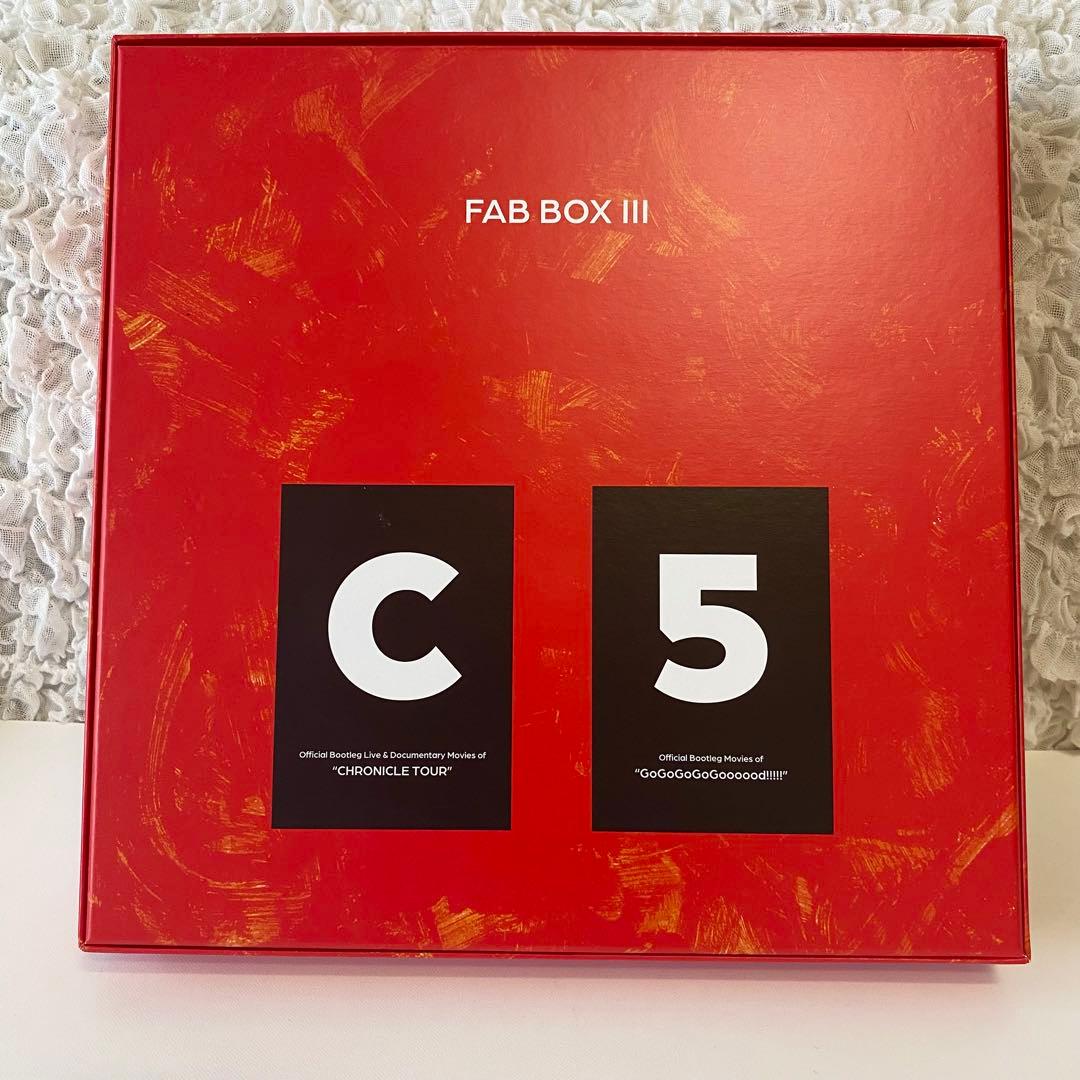 FAB BOX III
C
Official Bootleg Live & Documentary Movies of
“CHRONICLE TOUR”
5
Official Bootleg Movies of
“GoGoGoGoGoooood!!!!!”